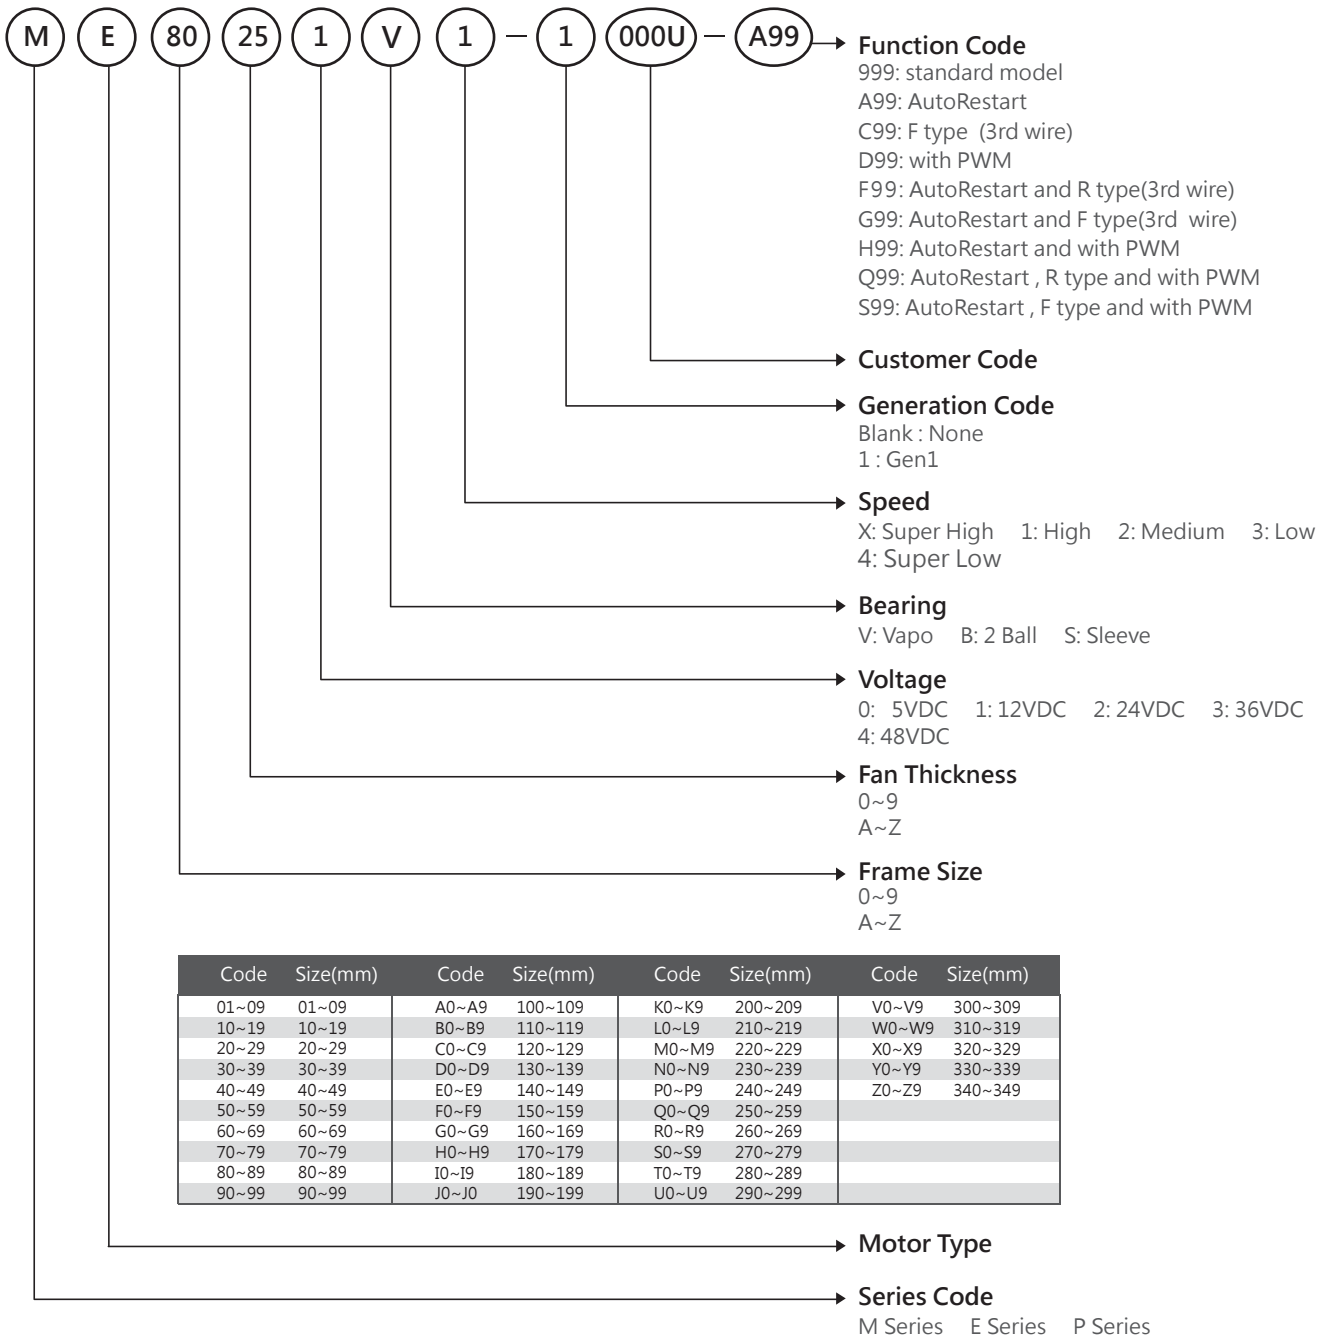 M E 80 25 1 V 1 — 1 000U — A99
Function Code
999: standard model
A99: AutoRestart
C99: F type (3rd wire)
D99: with PWM
F99: AutoRestart and R type(3rd wire)
G99: AutoRestart and F type(3rd wire)
H99: AutoRestart and with PWM
Q99: AutoRestart , R type and with PWM
S99: AutoRestart , F type and with PWM
Customer Code
Generation Code
Blank : None
1 : Gen1
Speed
X: Super High 1: High 2: Medium 3: Low
4: Super Low
Bearing
V: Vapo B: 2 Ball S: Sleeve
Voltage
0: 5VDC 1: 12VDC 2: 24VDC 3: 36VDC
4: 48VDC
Fan Thickness
0~9
A~Z
Frame Size
0~9
A~Z
Code Size(mm) Code Size(mm) Code Size(mm) Code Size(mm)
01~09 01~09 A0~A9 100~109 K0~K9 200~209 V0~V9 300~309
10~19 10~19 B0~B9 110~119 L0~L9 210~219 W0~W9 310~319
20~29 20~29 C0~C9 120~129 M0~M9 220~229 X0~X9 320~329
30~39 30~39 D0~D9 130~139 N0~N9 230~239 Y0~Y9 330~339
40~49 40~49 E0~E9 140~149 P0~P9 240~249 Z0~Z9 340~349
50~59 50~59 F0~F9 150~159 Q0~Q9 250~259
60~69 60~69 G0~G9 160~169 R0~R9 260~269
70~79 70~79 H0~H9 170~179 S0~S9 270~279
80~89 80~89 I0~I9 180~189 T0~T9 280~289
90~99 90~99 J0~J0 190~199 U0~U9 290~299
Motor Type
Series Code
M Series E Series P Series